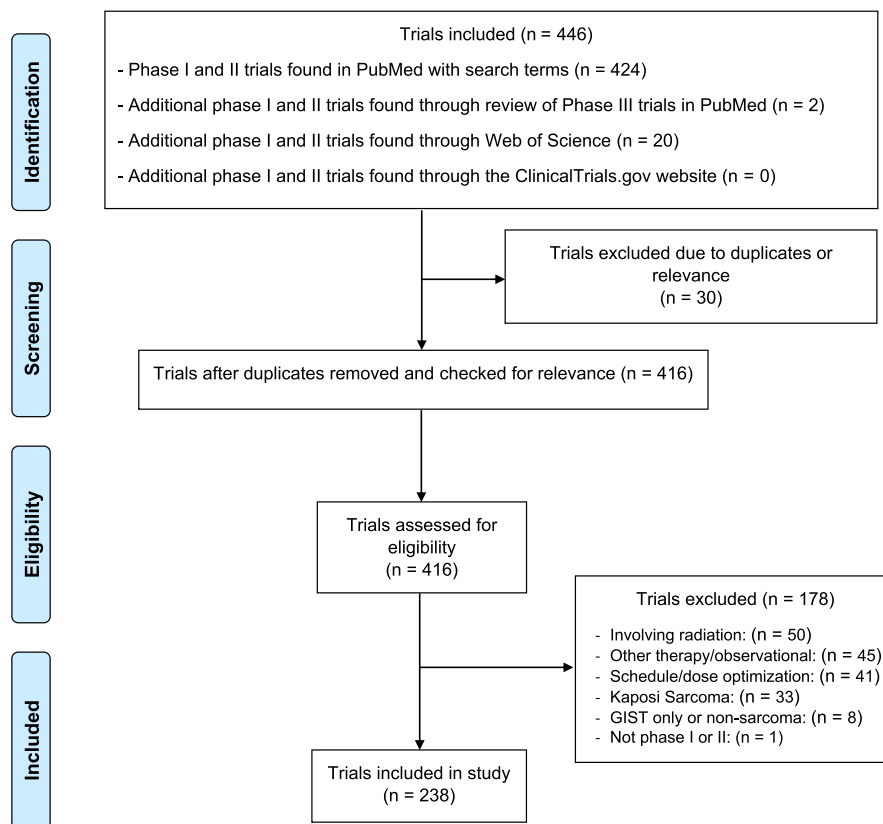 Identification
Trials included (n = 446)
- Phase I and II trials found in PubMed with search terms (n = 424)
- Additional phase I and II trials found through review of Phase III trials in PubMed (n = 2)
- Additional phase I and II trials found through Web of Science (n = 20)
- Additional phase I and II trials found through the ClinicalTrials.gov website (n = 0)
Screening
Trials excluded due to duplicates or
relevance
(n = 30)
Trials after duplicates removed and checked for relevance (n = 416)
Eligibility
Trials assessed for
eligibility
(n = 416)
Trials excluded (n = 178)
- Involving radiation: (n = 50)
- Other therapy/observational: (n = 45)
- Schedule/dose optimization: (n = 41)
- Kaposi Sarcoma: (n = 33)
- GIST only or non-sarcoma: (n = 8)
- Not phase I or II: (n = 1)
Included
Trials included in study
(n = 238)